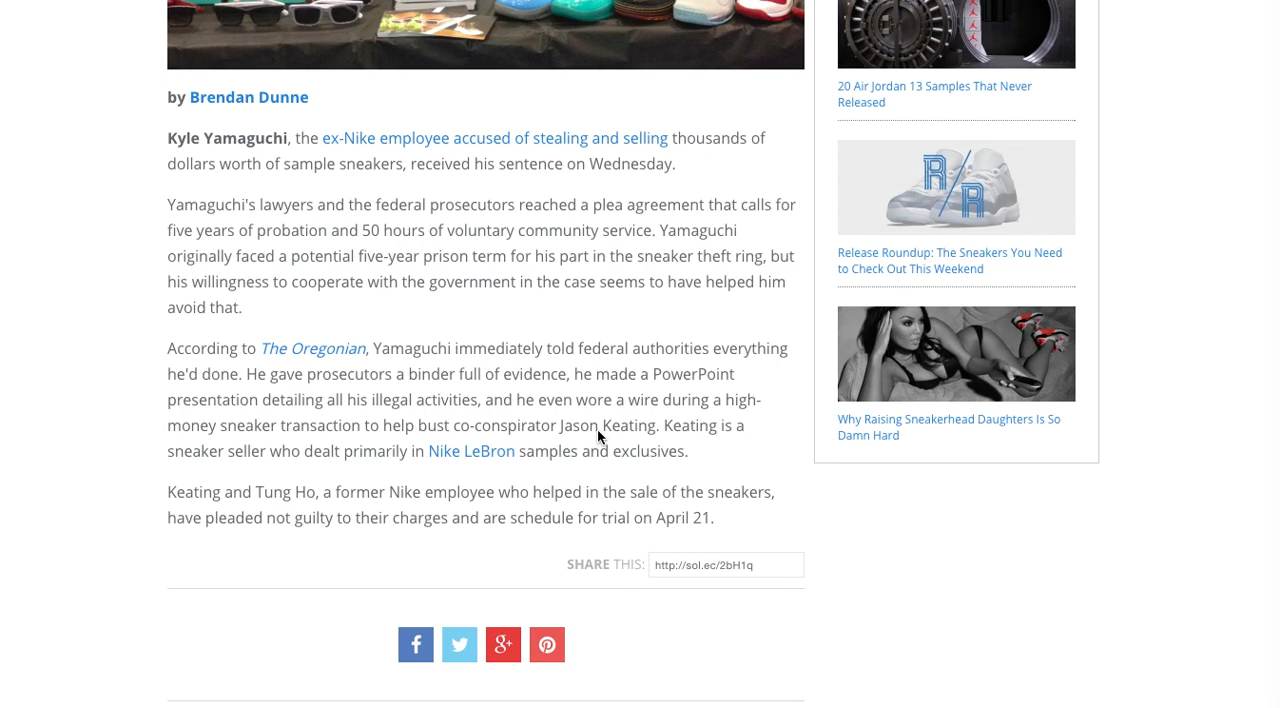 by Brendan Dunne
Kyle Yamaguchi, the ex-Nike employee accused of stealing and selling thousands of
dollars worth of sample sneakers, received his sentence on Wednesday.
Yamaguchi's lawyers and the federal prosecutors reached a plea agreement that calls for
five years of probation and 50 hours of voluntary community service. Yamaguchi
originally faced a potential five-year prison term for his part in the sneaker theft ring, but
his willingness to cooperate with the government in the case seems to have helped him
avoid that.
According to The Oregonian, Yamaguchi immediately told federal authorities everything
he'd done. He gave prosecutors a binder full of evidence, he made a PowerPoint
presentation detailing all his illegal activities, and he even wore a wire during a high-
money sneaker transaction to help bust co-conspirator Jason Keating. Keating is a
sneaker seller who dealt primarily in Nike LeBron samples and exclusives.
Keating and Tung Ho, a former Nike employee who helped in the sale of the sneakers,
have pleaded not guilty to their charges and are schedule for trial on April 21.
SHARE THIS: http://sol.ec/2bH1q
f
g+
20 Air Jordan 13 Samples That Never
Released
R/R
Release Roundup: The Sneakers You Need
to Check Out This Weekend
Why Raising Sneakerhead Daughters Is So
Damn Hard